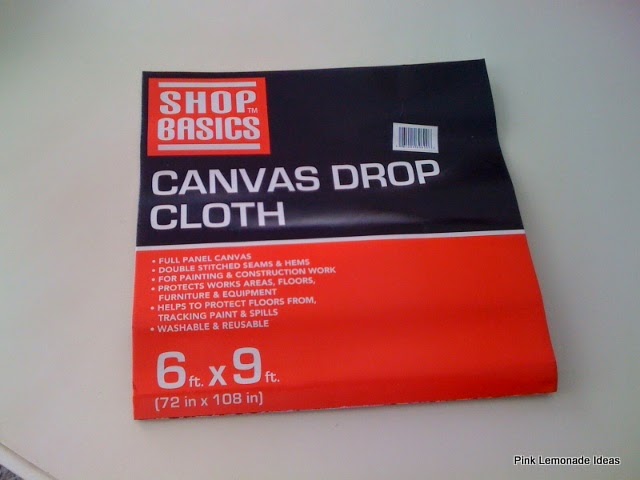 SHOP
BASICS™
CANVAS DROP
CLOTH
• FULL PANEL CANVAS
• DOUBLE STITCHED SEAMS & HEMS
• FOR PAINTING & CONSTRUCTION WORK
• PROTECTS WORKS AREAS, FLOORS,
FURNITURE & EQUIPMENT
• HELPS TO PROTECT FLOORS FROM,
TRACKING PAINT & SPILLS
• WASHABLE & REUSABLE
6 ft. x 9 ft.
(72 in x 108 in)
Pink Lemonade Ideas